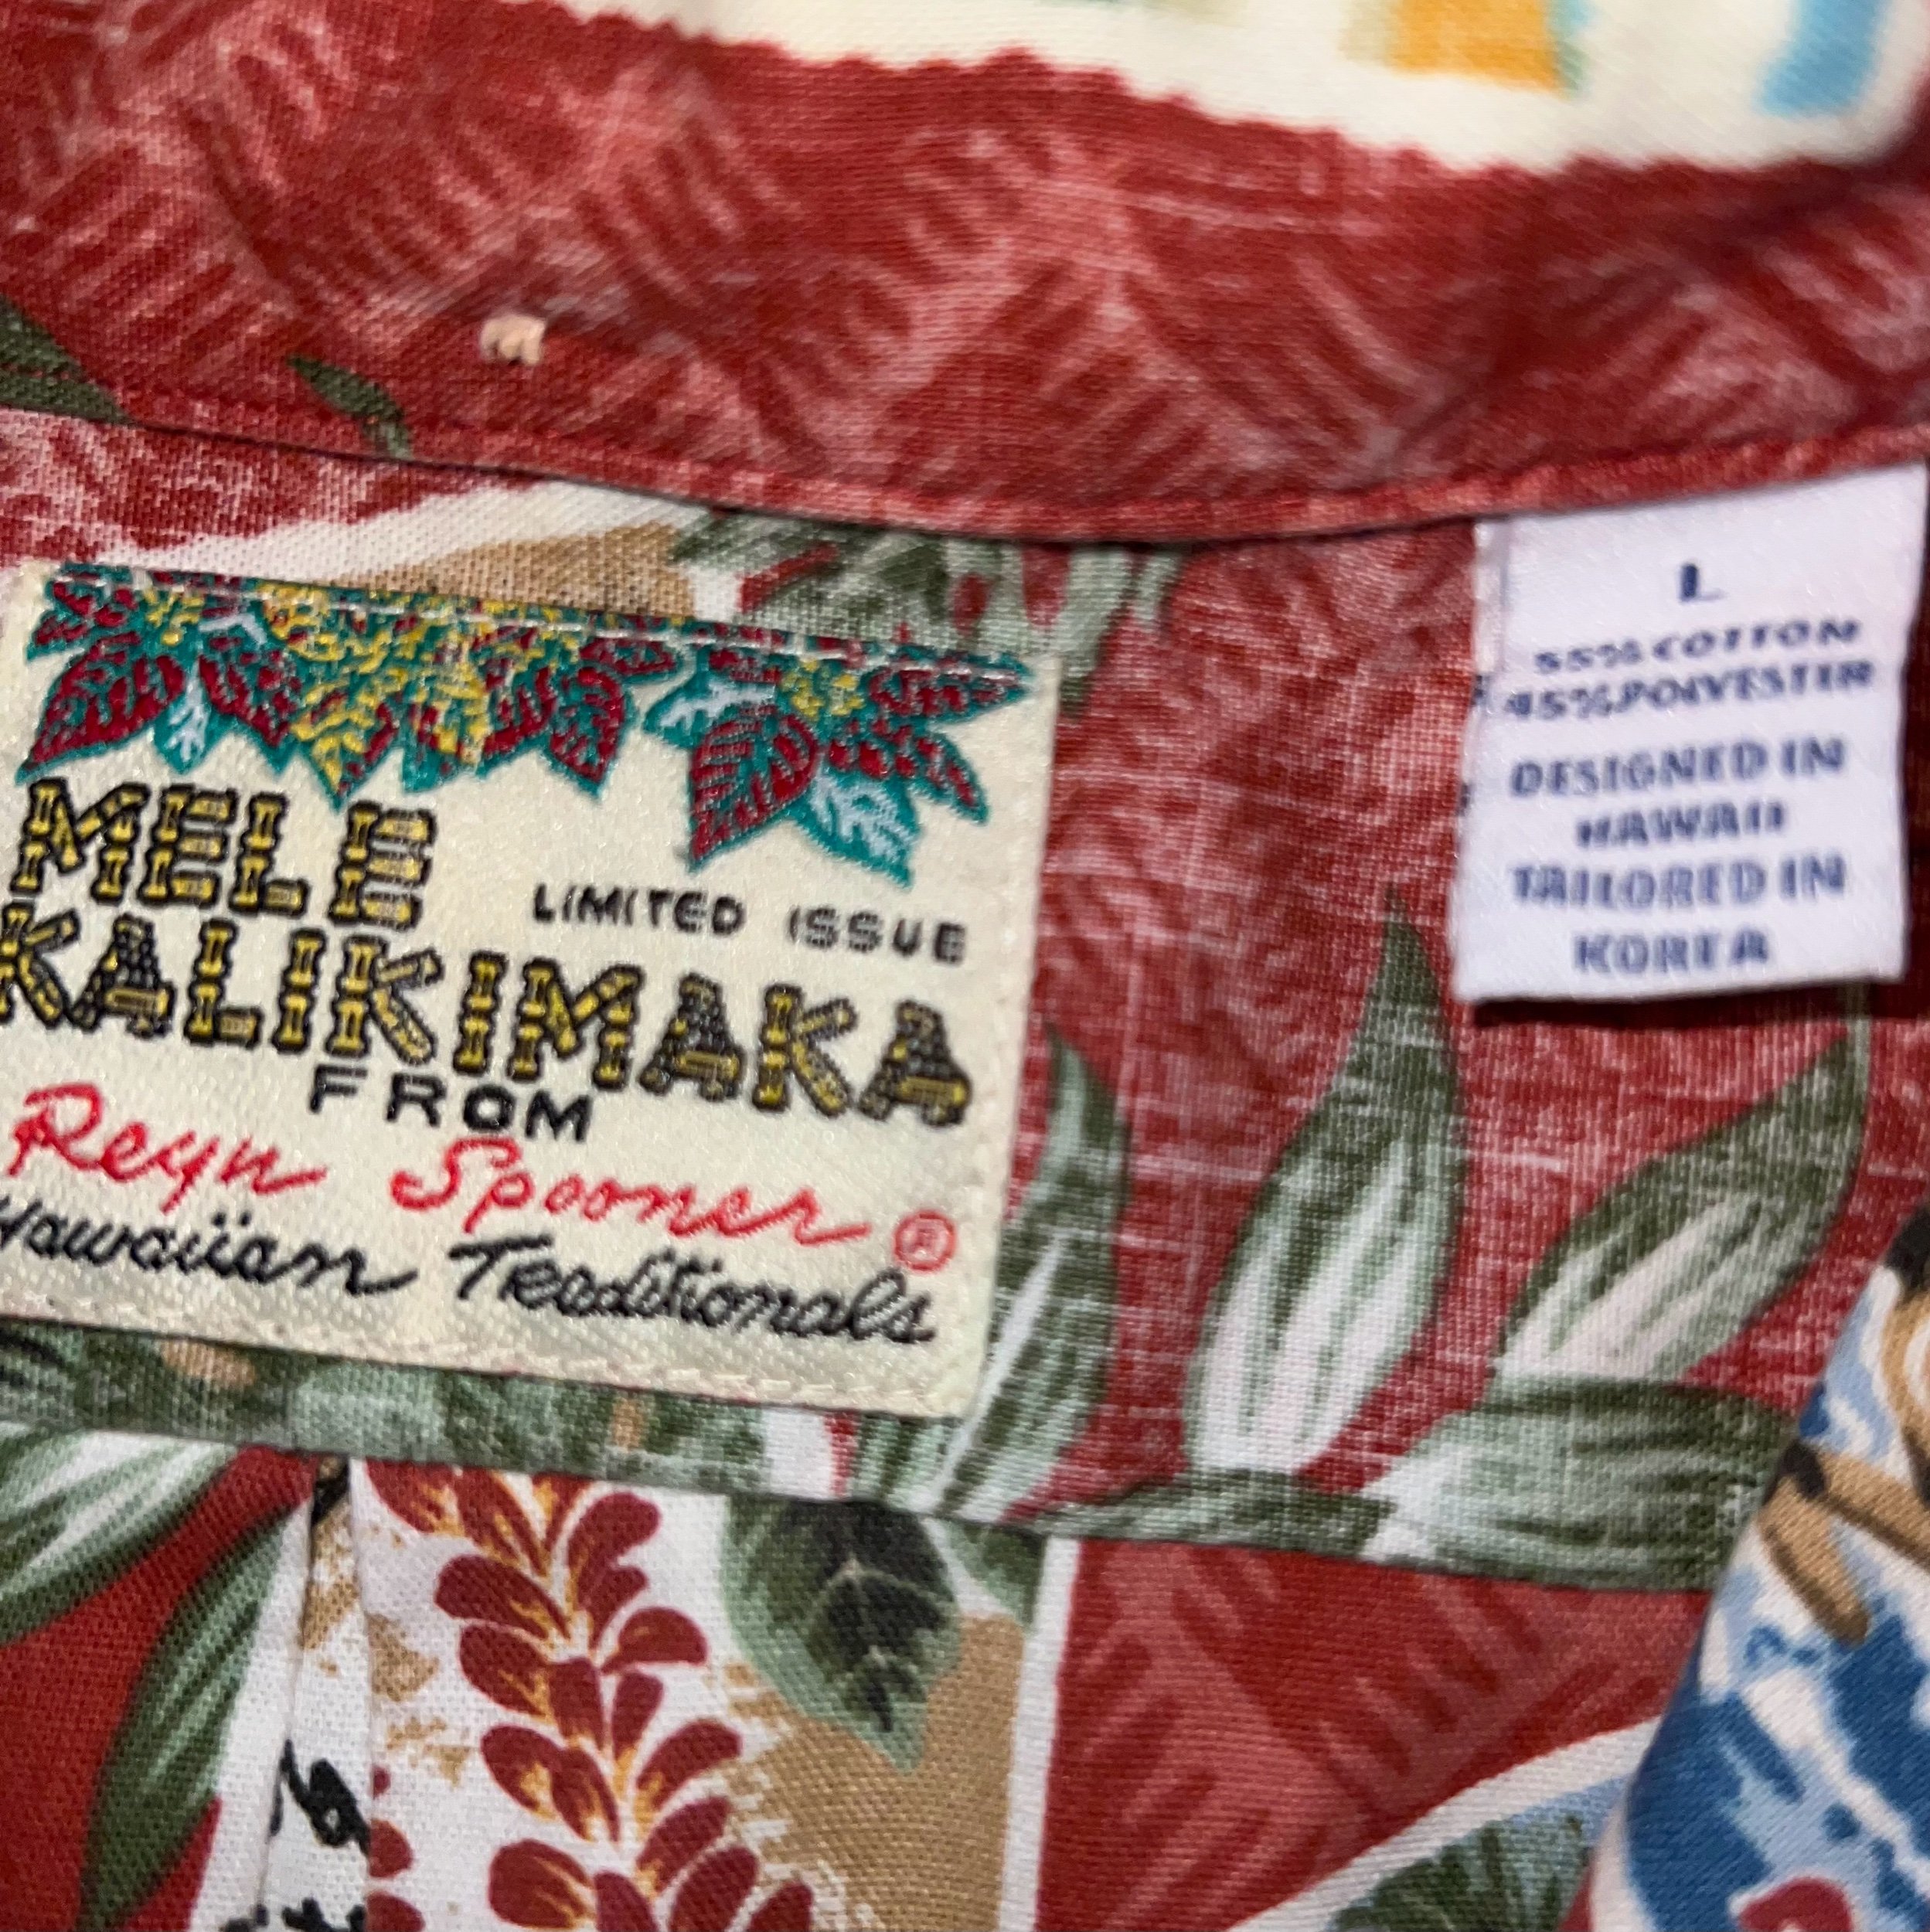 MELE
LIMITED ISSUE
KALIKIMAKA
FROM
Reyn Spooner®
Hawaiian Traditionals
L
55% COTTON
45% POLYESTER
DESIGNED IN
HAWAII
TAILORED IN
KOREA